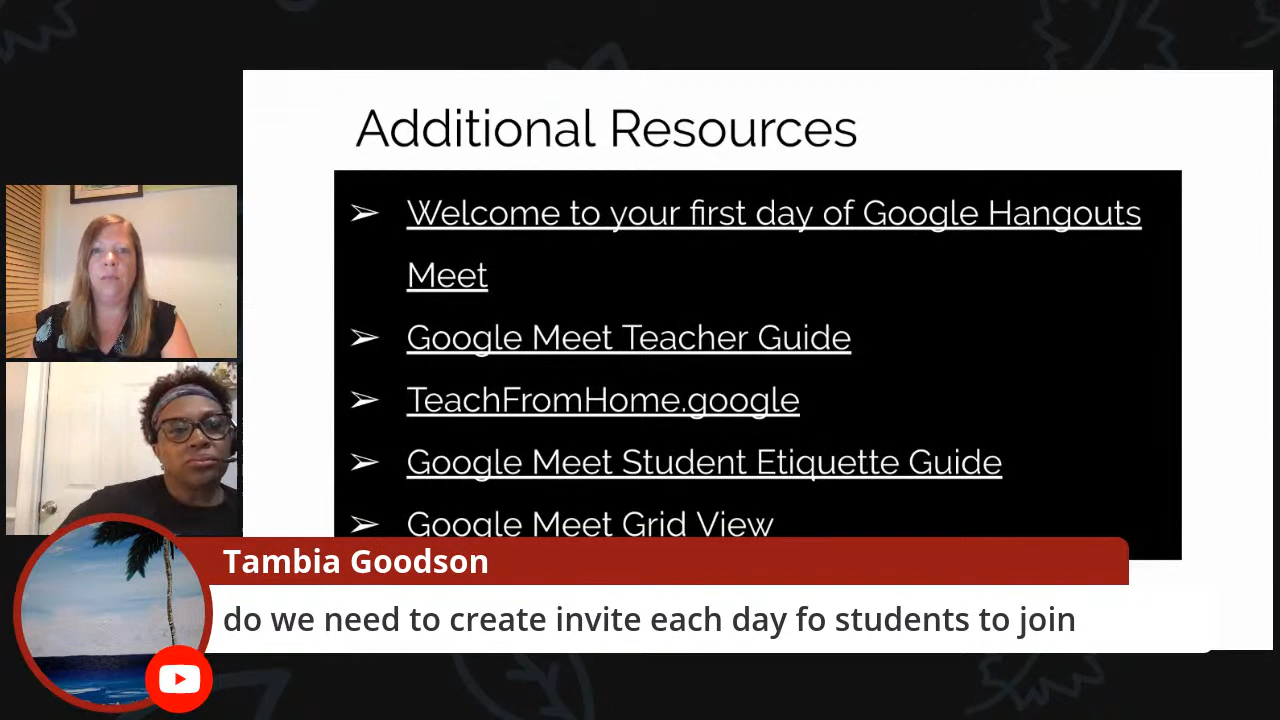 Additional Resources
➢ Welcome to your first day of Google Hangouts
Meet
➢ Google Meet Teacher Guide
➢ TeachFromHome.google
➢ Google Meet Student Etiquette Guide
➢ Google Meet Grid View
Tambia Goodson
do we need to create invite each day fo students to join